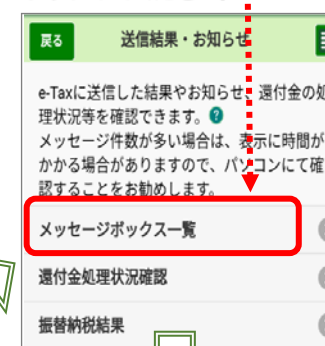 戻る
送信結果・お知らせ
e-Taxに送信した結果やお知らせ、還付金の処
理状況等を確認できます。
メッセージ件数が多い場合は、表示に時間が
かかる場合がありますので、パソコンにて確
認することをお勧めします。
メッセージボックス一覧
還付金処理状況確認
振替納税結果